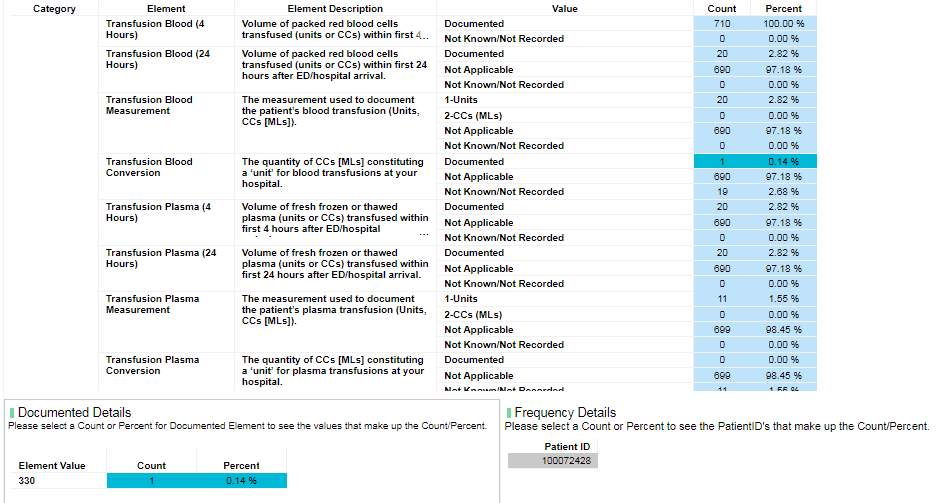 Category Element Element Description Value Count Percent
Transfusion Blood (4 Hours) Volume of packed red blood cells transfused (units or CCs) within first 4... Documented 710 100.00 %
Not Known/Not Recorded 0 0.00 %
Transfusion Blood (24 Hours) Volume of packed red blood cells transfused (units or CCs) within first 24 hours after ED/hospital arrival. Documented 20 2.82 %
Not Applicable 690 97.18 %
Not Known/Not Recorded 0 0.00 %
Transfusion Blood Measurement The measurement used to document the patient's blood transfusion (Units, CCs [MLs]). 1-Units 20 2.82 %
2-CCs (MLs) 0 0.00 %
Not Applicable 690 97.18 %
Not Known/Not Recorded 0 0.00 %
Transfusion Blood Conversion The quantity of CCs [MLs] constituting a 'unit' for blood transfusions at your hospital. Documented 1 0.14 %
Not Applicable 690 97.18 %
Not Known/Not Recorded 19 2.68 %
Transfusion Plasma (4 Hours) Volume of fresh frozen or thawed plasma (units or CCs) transfused within first 4 hours after ED/hospital ... Documented 20 2.82 %
Not Applicable 690 97.18 %
Not Known/Not Recorded 0 0.00 %
Transfusion Plasma (24 Hours) Volume of fresh frozen or thawed plasma (units or CCs) transfused within first 24 hours after ED/hospital arrival. Documented 20 2.82 %
Not Applicable 690 97.18 %
Not Known/Not Recorded 0 0.00 %
Transfusion Plasma Measurement The measurement used to document the patient's plasma transfusion (Units, CCs [MLs]). 1-Units 11 1.55 %
2-CCs (MLs) 0 0.00 %
Not Applicable 699 98.45 %
Not Known/Not Recorded 0 0.00 %
Transfusion Plasma Conversion The quantity of CCs [MLs] constituting a 'unit' for plasma transfusions at your hospital. Documented 0 0.00 %
Not Applicable 699 98.45 %
Not Known/Not Recorded 11 1.55 %
Documented Details
Please select a Count or Percent for Documented Element to see the values that make up the Count/Percent.
Element Value Count Percent
330 1 0.14 %
Frequency Details
Please select a Count or Percent to see the PatientID's that make up the Count/Percent.
Patient ID
100072428